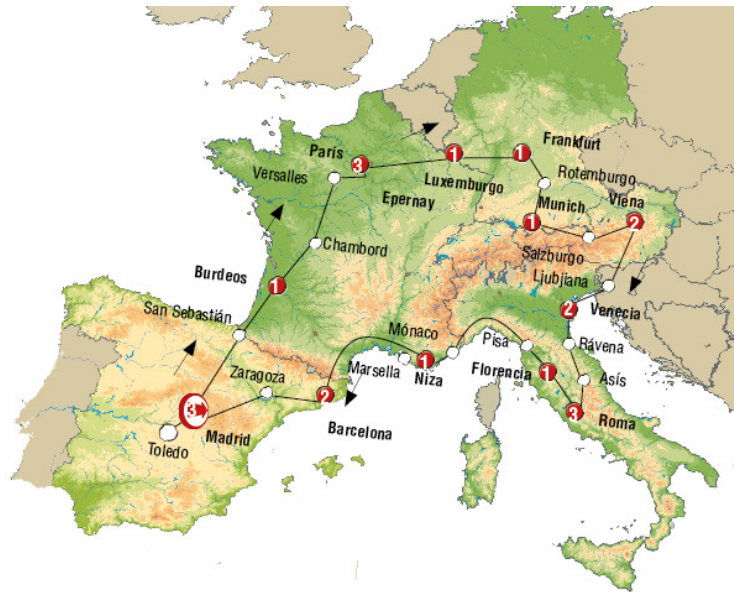 Frankfurt
1
1
París
3
Versalles
Luxemburgo
Rotemburgo
Epernay
Munich
Viena
1
2
Chambord
Salzburgo
Ljubjiana
Burdeos
1
Venecia
2
San Sebastián
Mónaco
Pisa
Rávena
Zaragoza
Marsella
1
Niza
Florencia
1
Asís
2
3
Madrid
3
Roma
Toledo
Barcelona